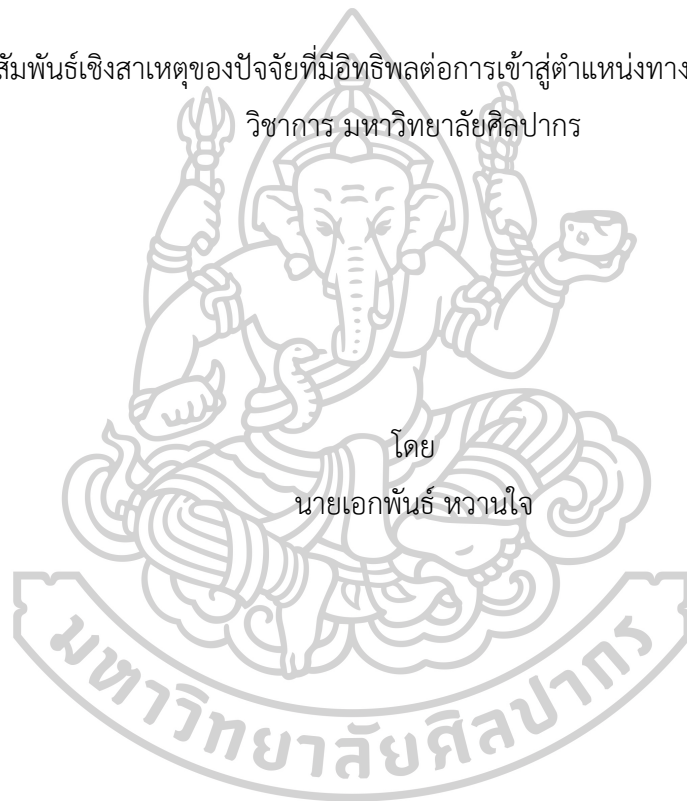 สัมพันธ์เชิงสาเหตุของปัจจัยที่มีอิทธิพลต่อการเข้าสู่ตำแหน่งทาง
วิชาการ มหาวิทยาลัยศิลปากร
โดย
นายเอกพันธ์ หวานใจ
มหาวิทยาลัยศิลปากร